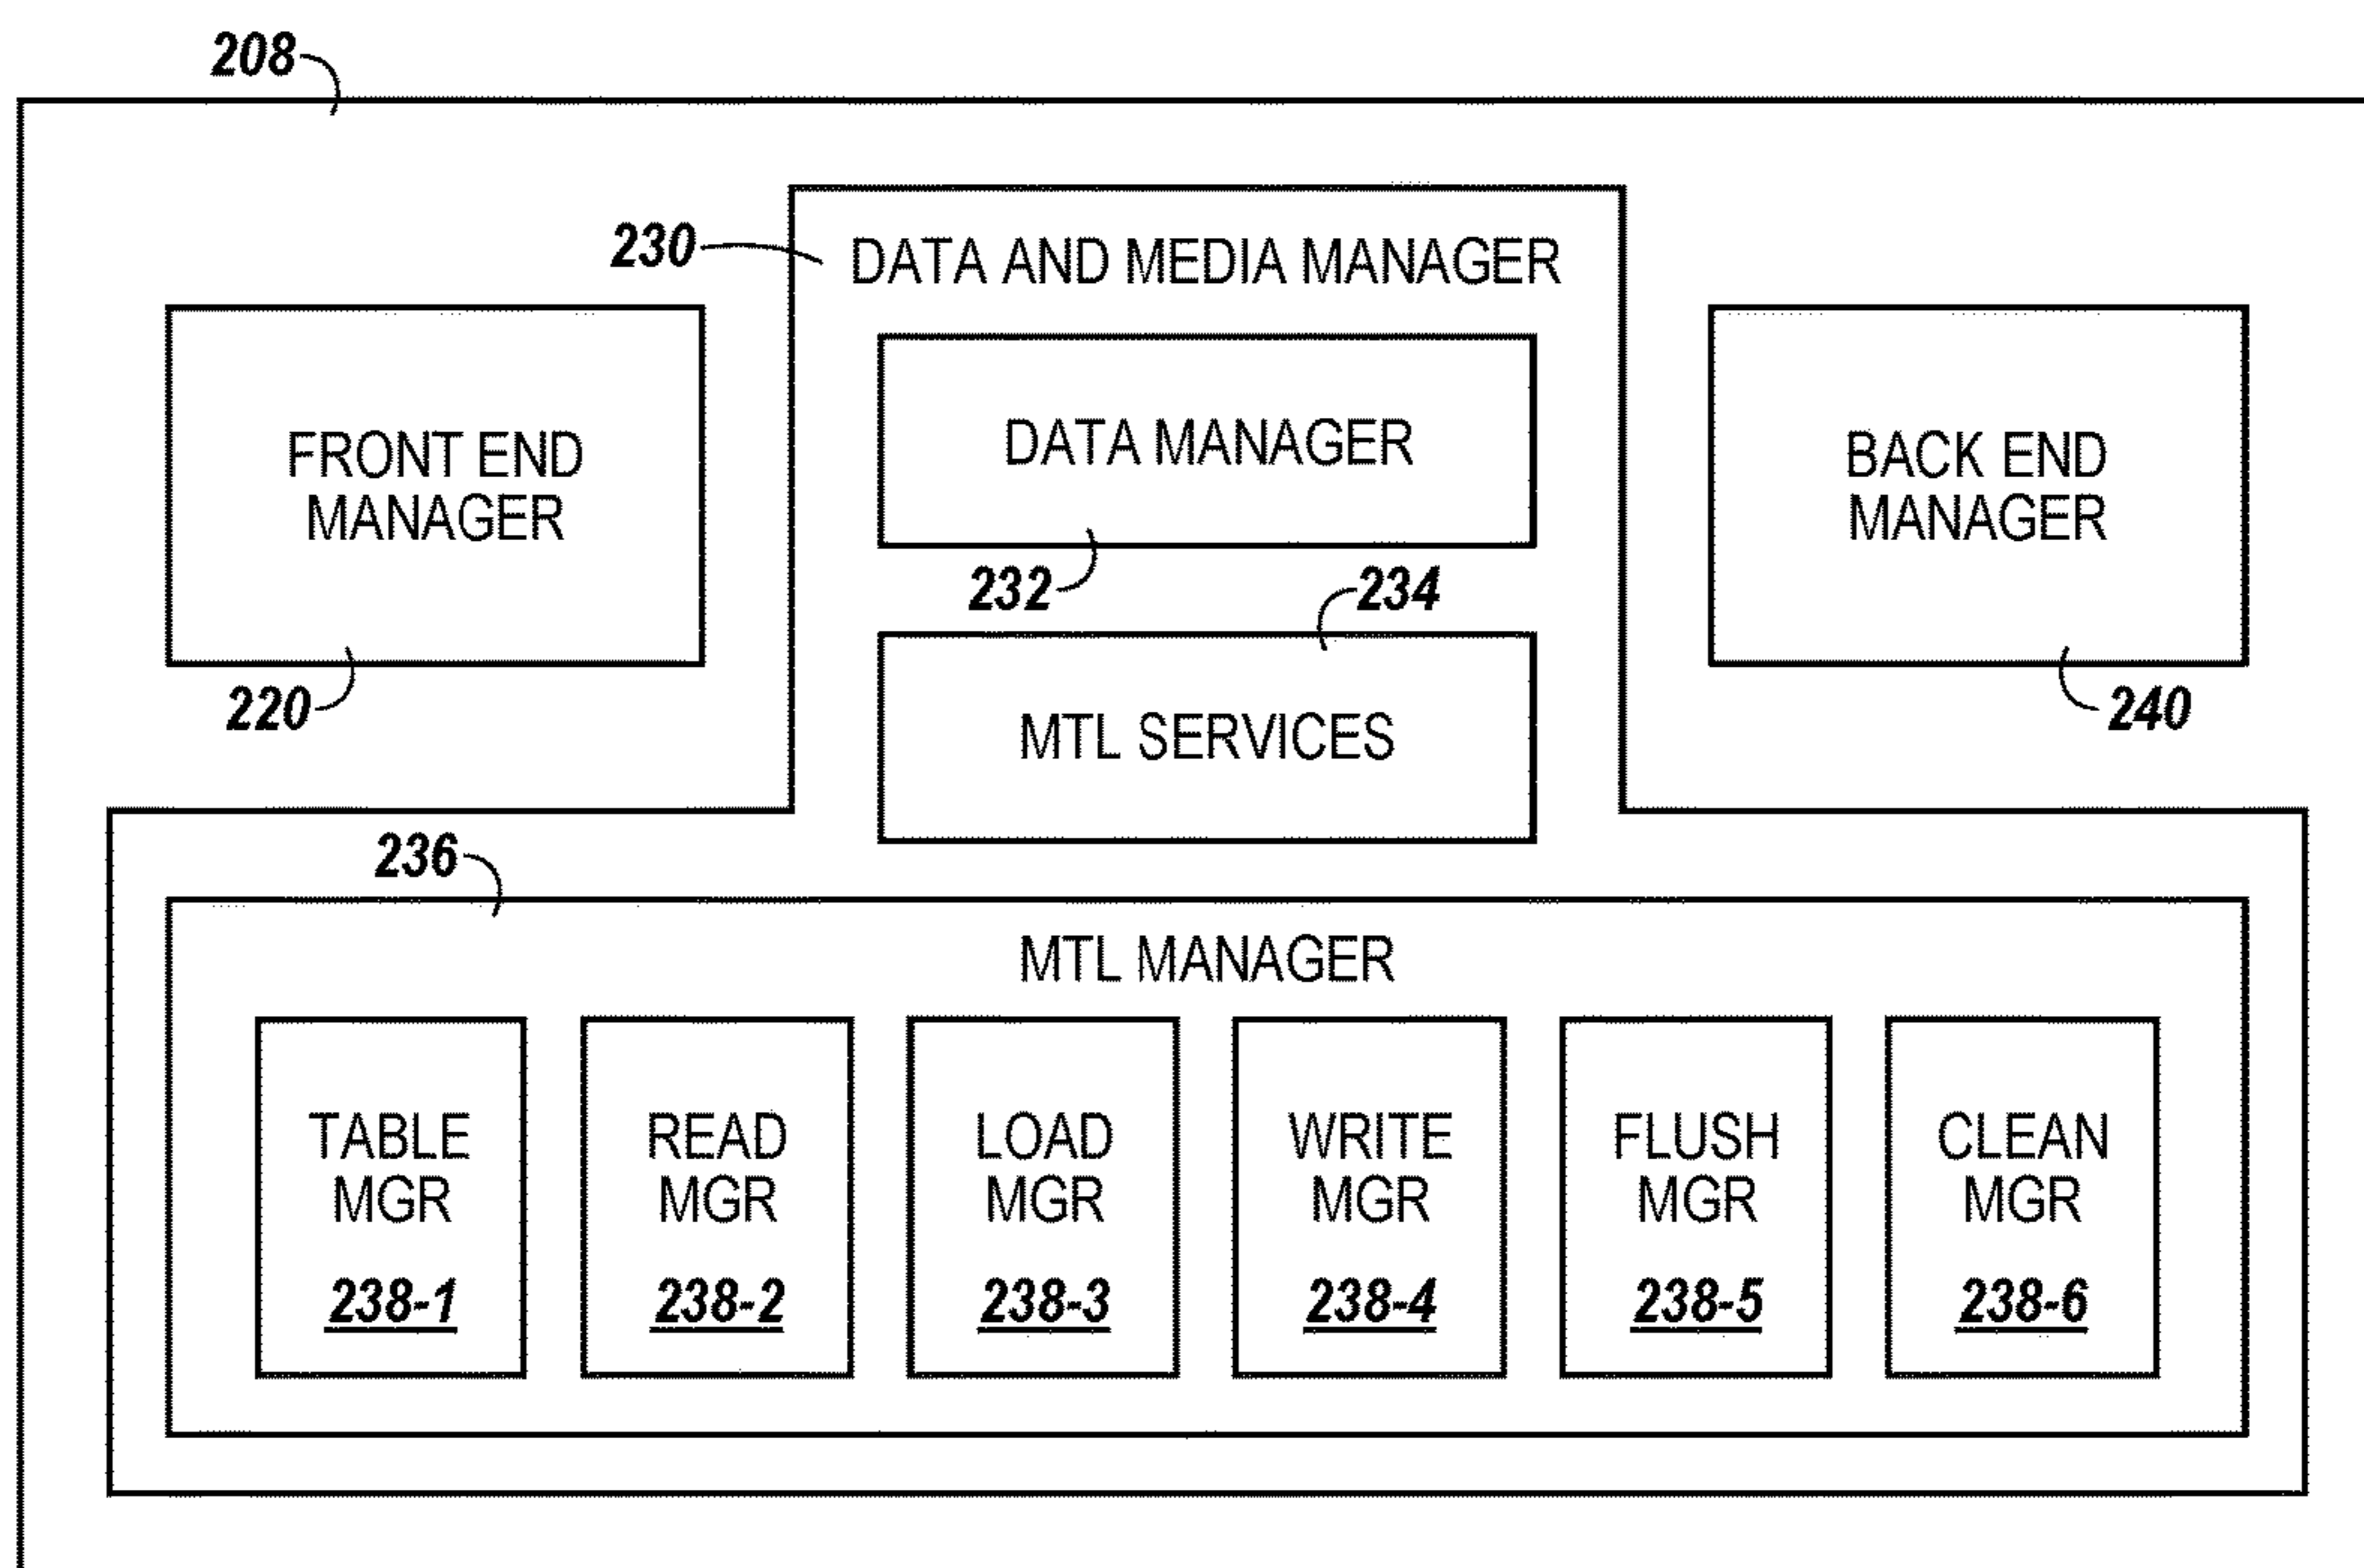 208
230
DATA AND MEDIA MANAGER
FRONT END
MANAGER
220
DATA MANAGER
232
234
MTL SERVICES
BACK END
MANAGER
240
236
MTL MANAGER
TABLE
MGR
238-1
READ
MGR
238-2
LOAD
MGR
238-3
WRITE
MGR
238-4
FLUSH
MGR
238-5
CLEAN
MGR
238-6